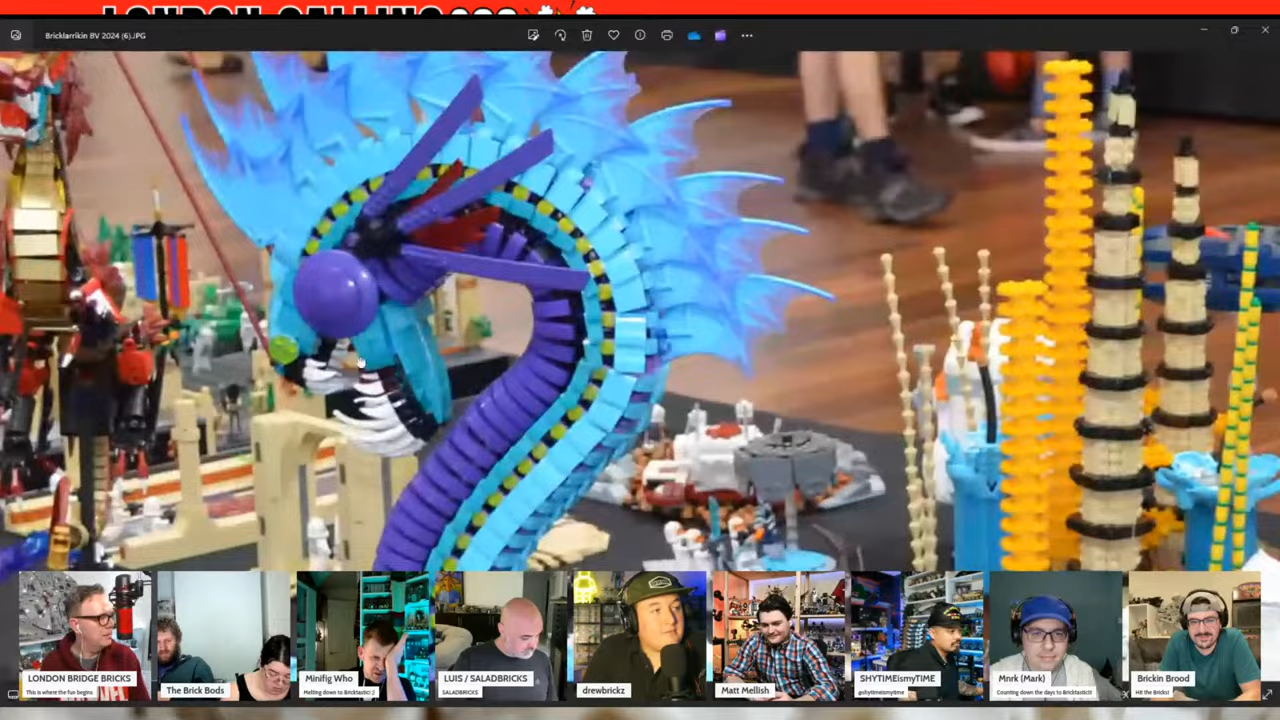 LONDON CALLING
Bricklarrikin BV 2024 (6).JPG
LONDON BRIDGE BRICKS
This is where the fun begins
The Brick Bods
Minifig Who
Melting down to Bricktastic! ;)
LUIS / SALADBRICKS
SALADBRICKS
drewbrickz
Matt Mellish
SHYTIMEismyTIME
@shytimeismytime
Mnrk (Mark)
Counting down the days to Bricktastic!!
Brickin Brood
Hit the Bricks!